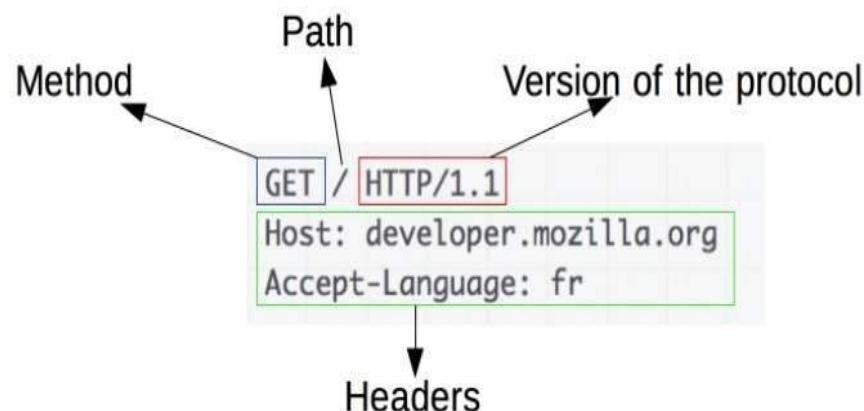 Path
Method
Version of the protocol
GET / HTTP/1.1
Host: developer.mozilla.org
Accept-Language: fr
Headers